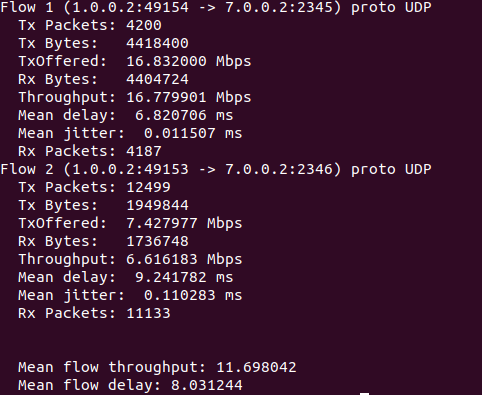 Flow 1 (1.0.0.2:49154 -> 7.0.0.2:2345) proto UDP
Tx Packets: 4200
Tx Bytes: 4418400
TxOffered: 16.832000 Mbps
Rx Bytes: 4404724
Throughput: 16.779901 Mbps
Mean delay: 6.820706 ms
Mean jitter: 0.011507 ms
Rx Packets: 4187
Flow 2 (1.0.0.2:49153 -> 7.0.0.2:2346) proto UDP
Tx Packets: 12499
Tx Bytes: 1949844
TxOffered: 7.427977 Mbps
Rx Bytes: 1736748
Throughput: 6.616183 Mbps
Mean delay: 9.241782 ms
Mean jitter: 0.110283 ms
Rx Packets: 11133
Mean flow throughput: 11.698042
Mean flow delay: 8.031244